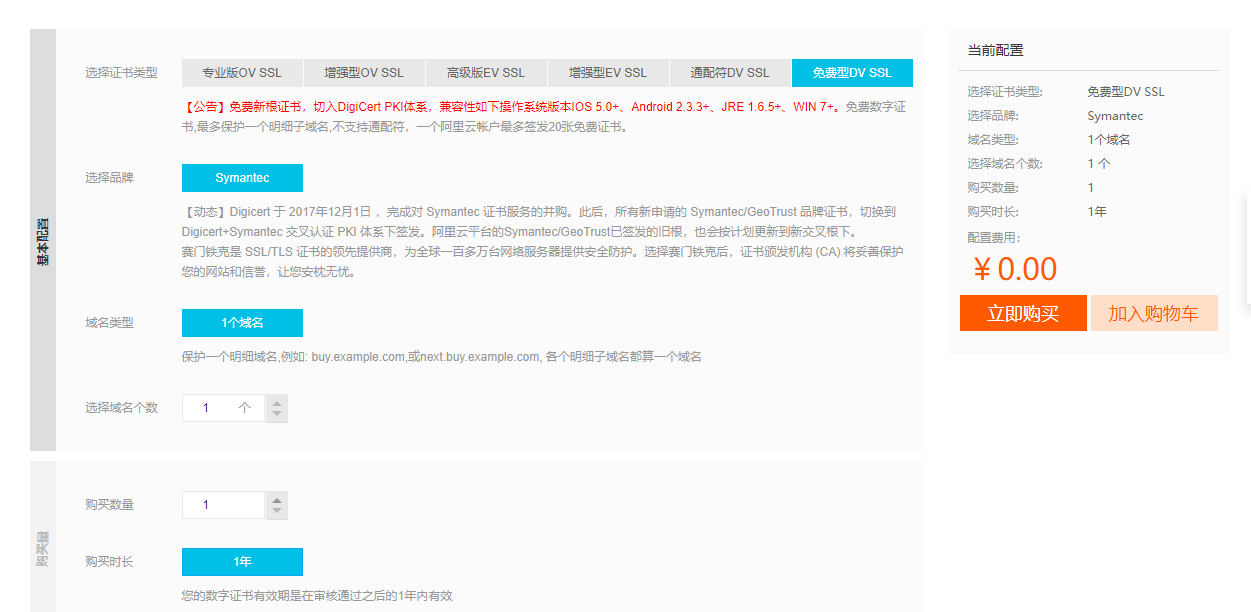 基本配置
选择证书类型
专业版OV SSL
增强型OV SSL
高级版EV SSL
增强型EV SSL
通配符DV SSL
免费型DV SSL
【公告】免费新根证书，切入DigiCert PKI体系，兼容性如下操作系统版本IOS 5.0+、Android 2.3.3+、JRE 1.6.5+、WIN 7+。免费数字证
书,最多保护一个明细子域名,不支持通配符，一个阿里云帐户最多签发20张免费证书。
选择品牌
Symantec
【动态】Digicert 于 2017年12月1日 ，完成对 Symantec 证书服务的并购。此后，所有新申请的 Symantec/GeoTrust 品牌证书，切换到
Digicert+Symantec 交叉认证 PKI 体系下签发。阿里云平台的Symantec/GeoTrust已签发的旧根，也会按计划更新到新交叉根下。
赛门铁克是 SSL/TLS 证书的领先提供商，为全球一百多万台网络服务器提供安全防护。选择赛门铁克后，证书颁发机构 (CA) 将妥善保护
您的网站和信誉，让您安枕无忧。
域名类型
1个域名
保护一个明细域名,例如: buy.example.com,或next.buy.example.com, 各个明细子域名都算一个域名
选择域名个数
1 个
购买量
购买数量
1
购买时长
1年
您的数字证书有效期是在审核通过之后的1年内有效
当前配置
选择证书类型: 免费型DV SSL
选择品牌: Symantec
域名类型: 1个域名
选择域名个数: 1 个
购买数量: 1
购买时长: 1年
配置费用:
¥ 0.00
立即购买
加入购物车